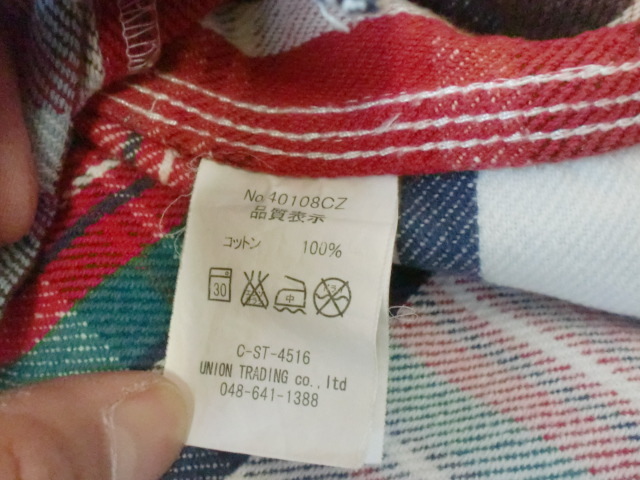 No.40108CZ
品質表示
コットン 100%
30 中
C-ST-4516
UNION TRADING co., ltd
048-641-1388